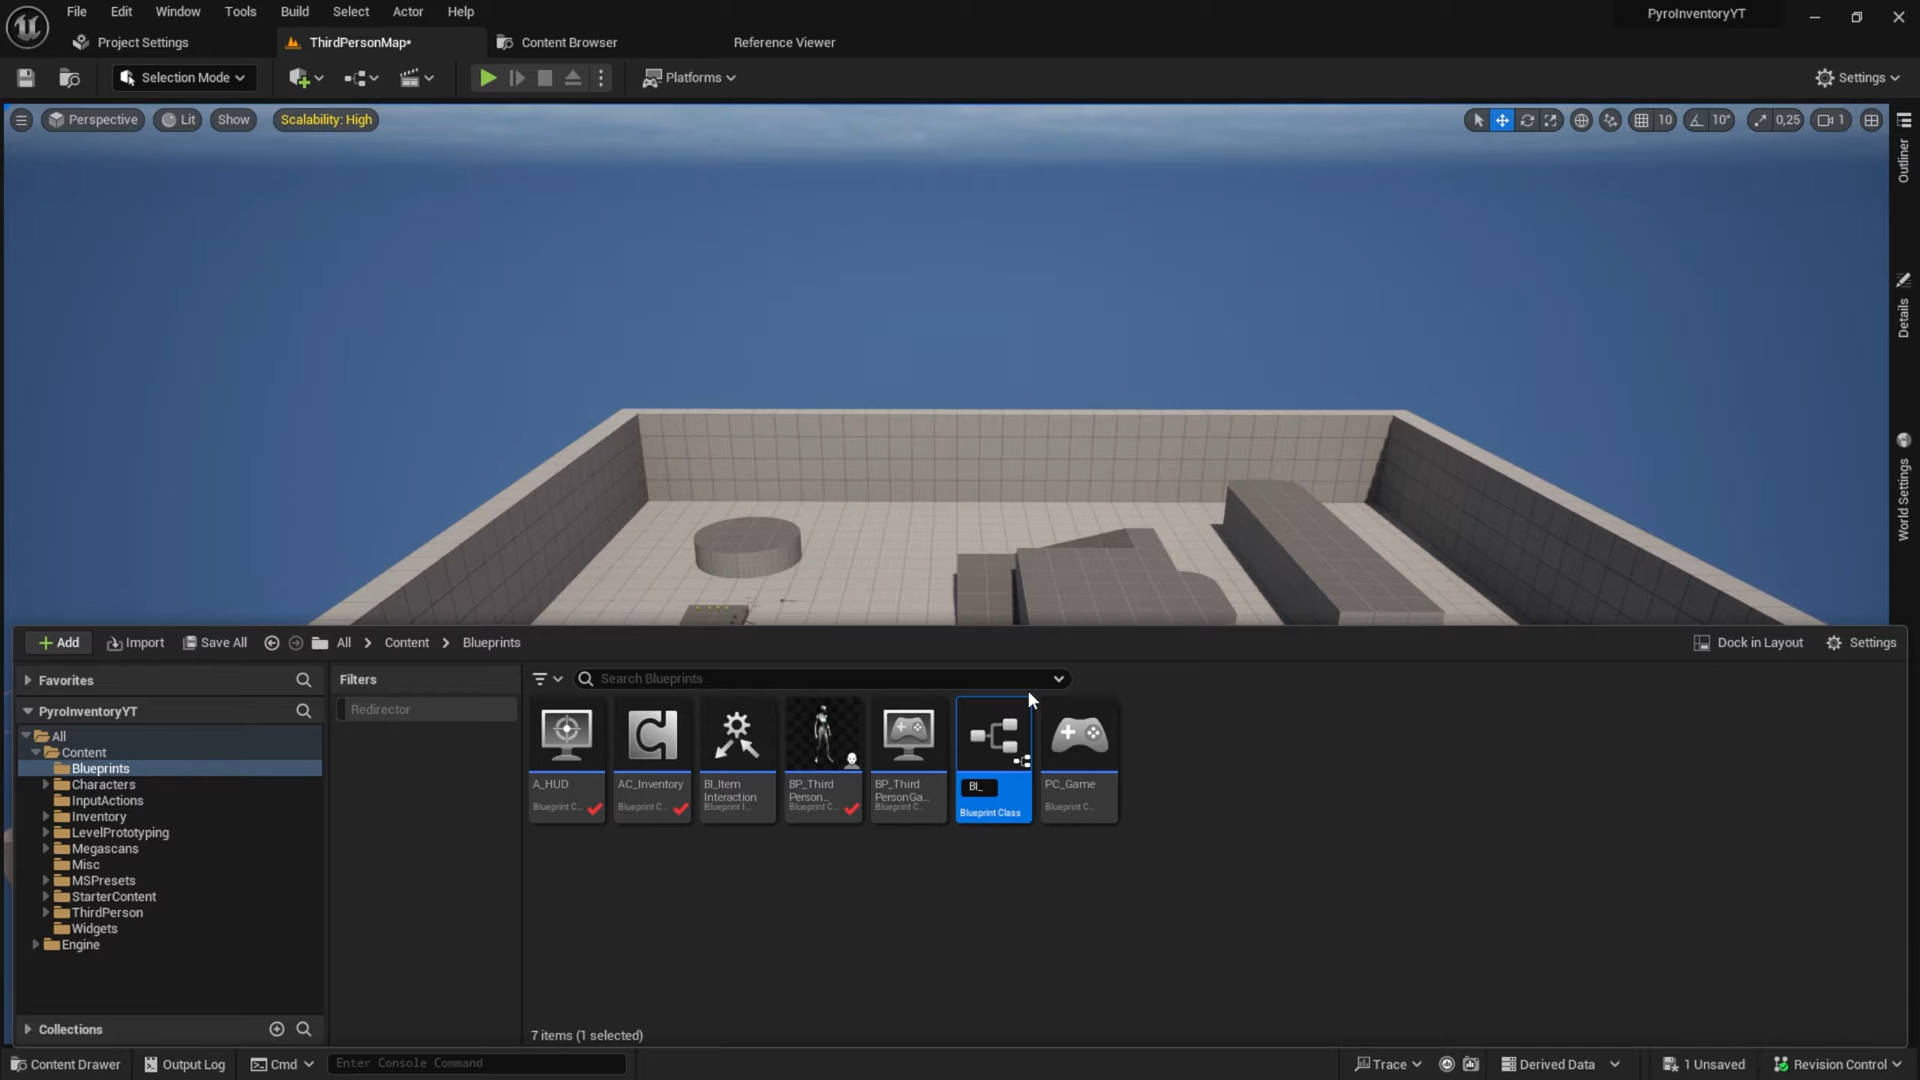 File Edit Window Tools Build Select Actor Help
PyroInventoryYT
Project Settings
ThirdPersonMap*
Content Browser
Reference Viewer
Selection Mode
Platforms
Settings
Perspective
Lit
Show
Scalability: High
10
10°
0,25
1
Outliner
Details
World Settings
Add
Import
Save All
All
Content
Blueprints
Dock in Layout
Settings
Favorites
Filters
Search Blueprints
PyroInventoryYT
Redirector
All
Content
Blueprints
Characters
InputActions
Inventory
LevelPrototyping
Megascans
Misc
MSPresets
StarterContent
ThirdPerson
Widgets
Engine
A_HUD
Blueprint C...
AC_Inventory
Blueprint C...
BI_Item
Interaction
Blueprint I...
BP_Third
Person...
Blueprint C...
BP_Third
PersonGa...
Blueprint C...
BI_
Blueprint Class
PC_Game
Blueprint C...
Collections
7 items (1 selected)
Content Drawer
Output Log
Cmd
Enter Console Command
Trace
Derived Data
1 Unsaved
Revision Control